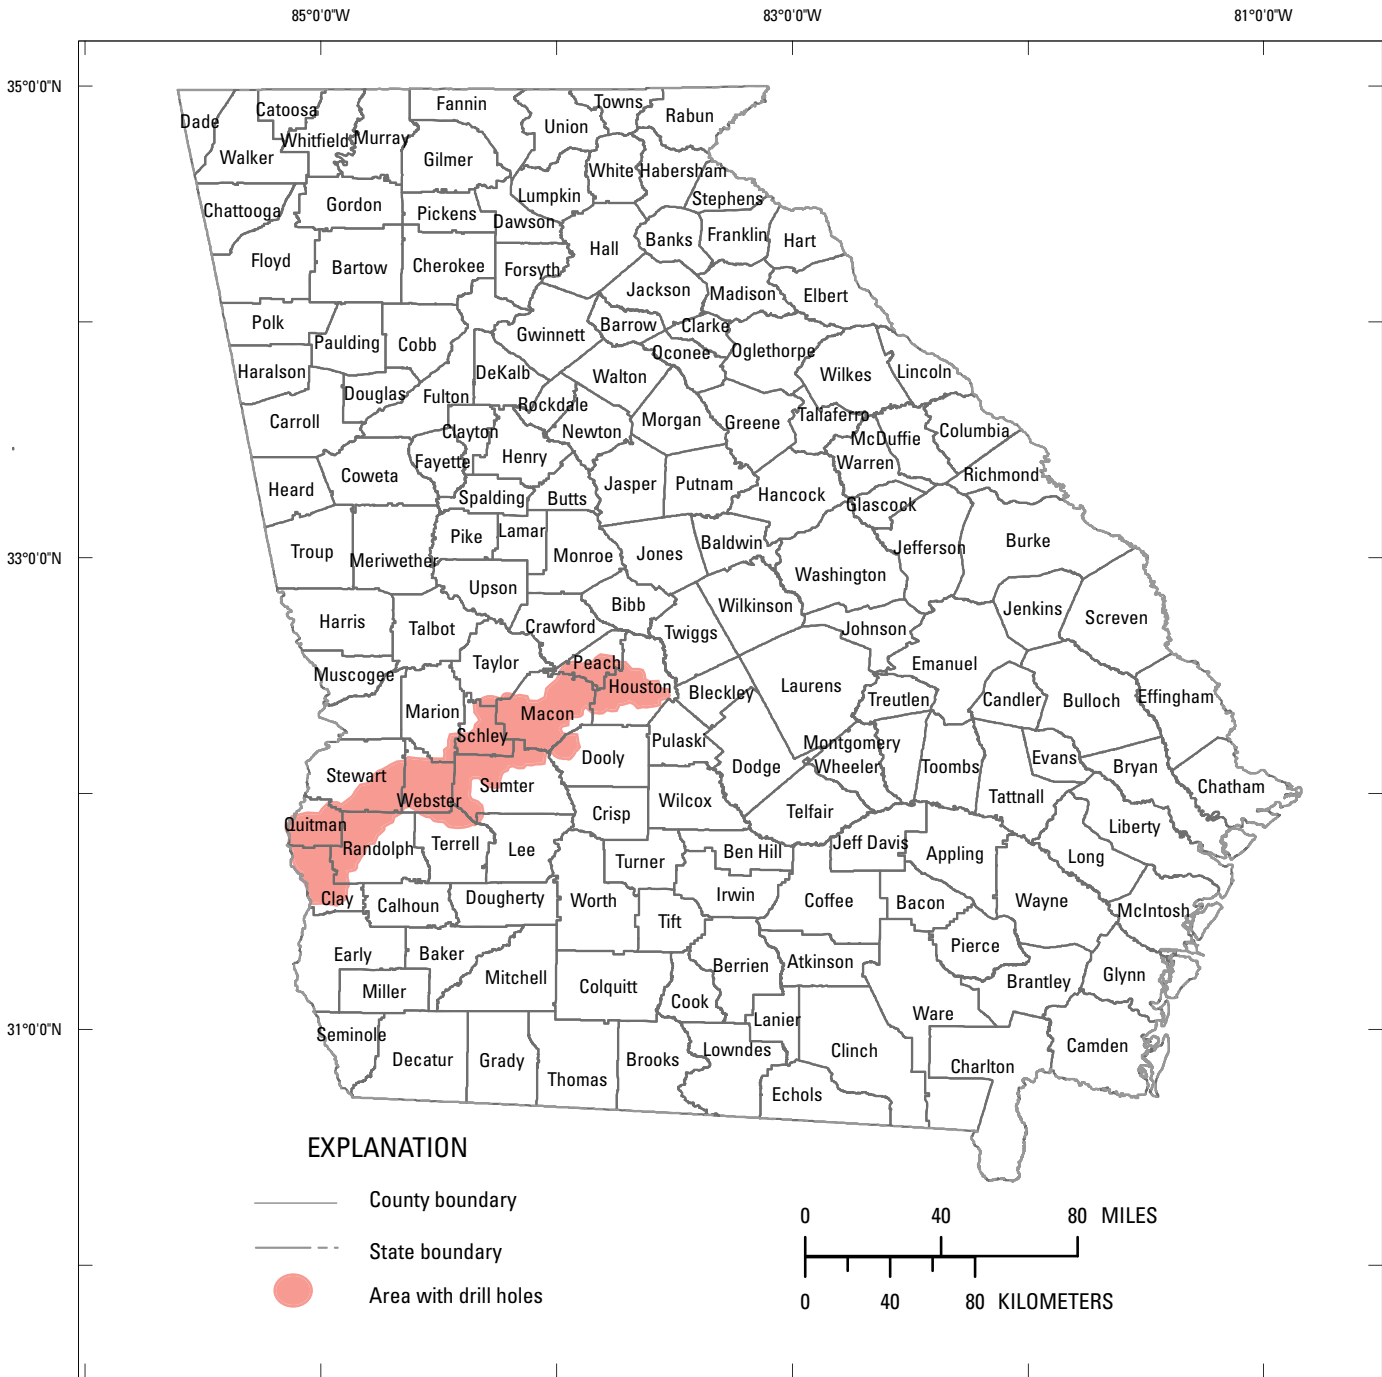 85°0'0"W 83°0'0"W 81°0'0"W
35°0'0"N
33°0'0"N
31°0'0"N
Dade
Catoosa
Whitfield
Murray
Fannin
Walker
Gilmer
Union
Towns
Rabun
White
Habersham
Stephens
Lumpkin
Chattooga
Gordon
Pickens
Dawson
Hall
Banks
Franklin
Hart
Floyd
Bartow
Cherokee
Forsyth
Jackson
Madison
Elbert
Polk
Paulding
Cobb
Gwinnett
Barrow
Clarke
Oconee
Oglethorpe
Haralson
Douglas
Fulton
DeKalb
Rockdale
Walton
Wilkes
Lincoln
Carroll
Clayton
Newton
Morgan
Greene
Taliaferro
McDuffie
Columbia
Heard
Coweta
Fayette
Henry
Jasper
Putnam
Hancock
Warren
Richmond
Spalding
Butts
Glascock
Troup
Meriwether
Pike
Lamar
Monroe
Jones
Baldwin
Washington
Jefferson
Burke
Upson
Harris
Talbot
Crawford
Bibb
Twiggs
Wilkinson
Johnson
Jenkins
Screven
Muscogee
Taylor
Peach
Houston
Bleckley
Laurens
Emanuel
Treutlen
Candler
Bulloch
Effingham
Marion
Macon
Schley
Dooly
Pulaski
Dodge
Montgomery
Wheeler
Toombs
Evans
Bryan
Chatham
Stewart
Webster
Sumter
Crisp
Wilcox
Telfair
Tattnall
Liberty
Quitman
Randolph
Terrell
Lee
Turner
Ben Hill
Jeff Davis
Appling
Long
Clay
Calhoun
Dougherty
Worth
Tift
Irwin
Coffee
Bacon
Wayne
McIntosh
Early
Baker
Mitchell
Colquitt
Berrien
Atkinson
Pierce
Brantley
Glynn
Miller
Cook
Lanier
Ware
Seminole
Decatur
Grady
Thomas
Brooks
Lowndes
Clinch
Charlton
Camden
Echols
EXPLANATION
County boundary
State boundary
Area with drill holes
0 40 80 MILES
0 40 80 KILOMETERS